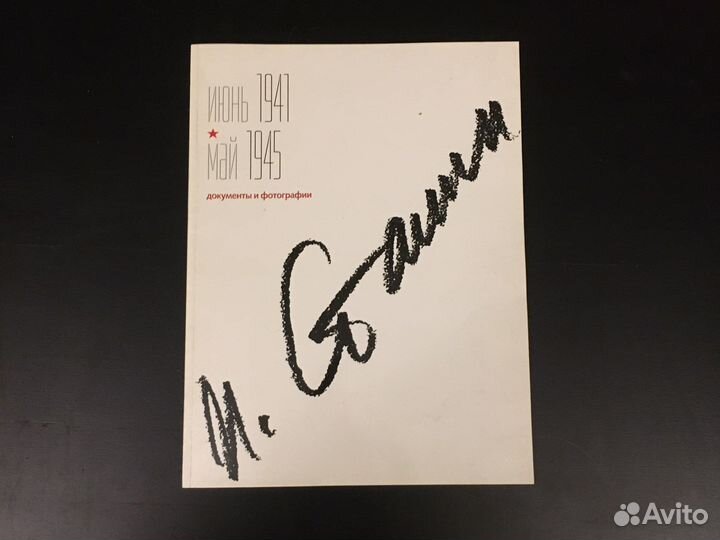 июнь 1941
май 1945
документы и фотографии
И. Сталин
Avito